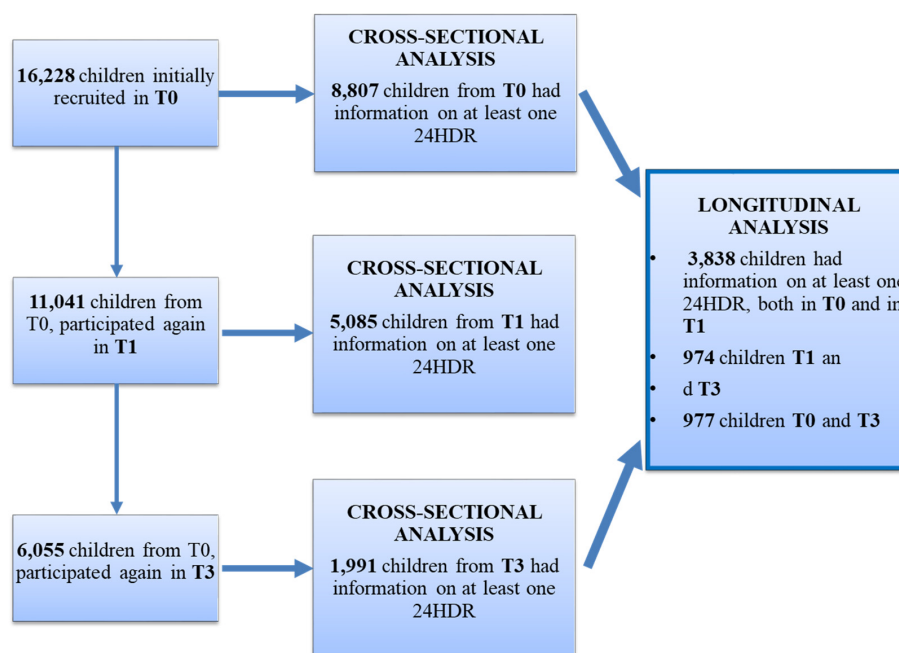 16,228 children initially
recruited in T0
CROSS-SECTIONAL
ANALYSIS
8,807 children from T0 had
information on at least one
24HDR
11,041 children from
T0, participated again
in T1
CROSS-SECTIONAL
ANALYSIS
5,085 children from T1 had
information on at least one
24HDR
6,055 children from T0,
participated again in T3
CROSS-SECTIONAL
ANALYSIS
1,991 children from T3 had
information on at least one
24HDR
LONGITUDINAL
ANALYSIS
• 3,838 children had
information on at least one
24HDR, both in T0 and in
T1
• 974 children T1 an
• d T3
• 977 children T0 and T3